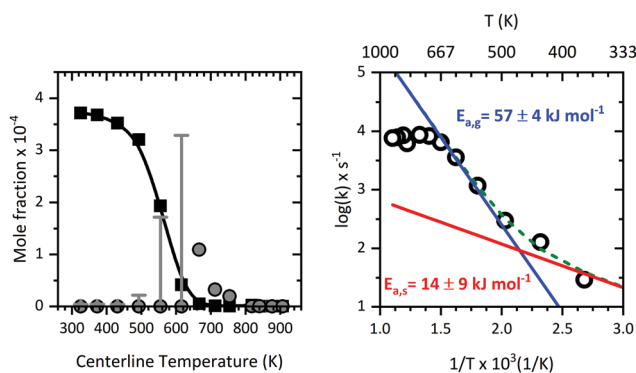 Mole fraction x 10⁻⁴
4
3
2
1
0
300 400 500 600 700 800 900
Centerline Temperature (K)
T (K)
1000 667 500 400 333
log(k) x s⁻¹
5
4
3
2
1
Eₐ,g = 57 ± 4 kJ mol⁻¹
Eₐ,s = 14 ± 9 kJ mol⁻¹
1.0 1.5 2.0 2.5 3.0
1/T x 10³(1/K)